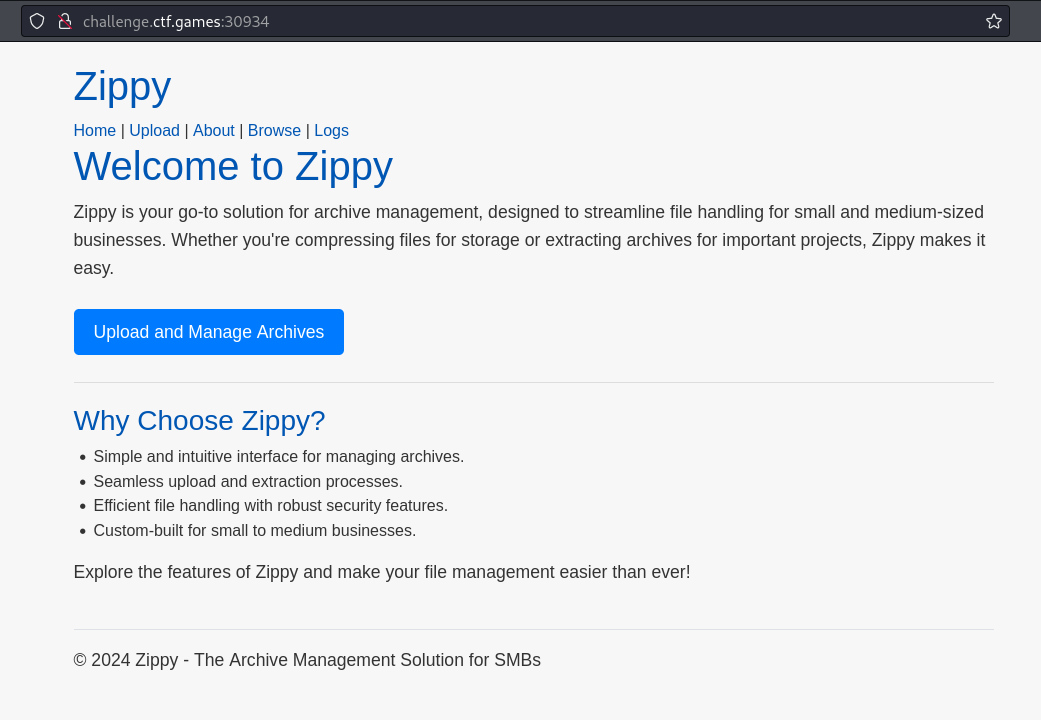 challenge.ctf.games:30934
Zippy
Home | Upload | About | Browse | Logs
Welcome to Zippy
Zippy is your go-to solution for archive management, designed to streamline file handling for small and medium-sized
businesses. Whether you're compressing files for storage or extracting archives for important projects, Zippy makes it
easy.
Upload and Manage Archives
Why Choose Zippy?
• Simple and intuitive interface for managing archives.
• Seamless upload and extraction processes.
• Efficient file handling with robust security features.
• Custom-built for small to medium businesses.
Explore the features of Zippy and make your file management easier than ever!
© 2024 Zippy - The Archive Management Solution for SMBs